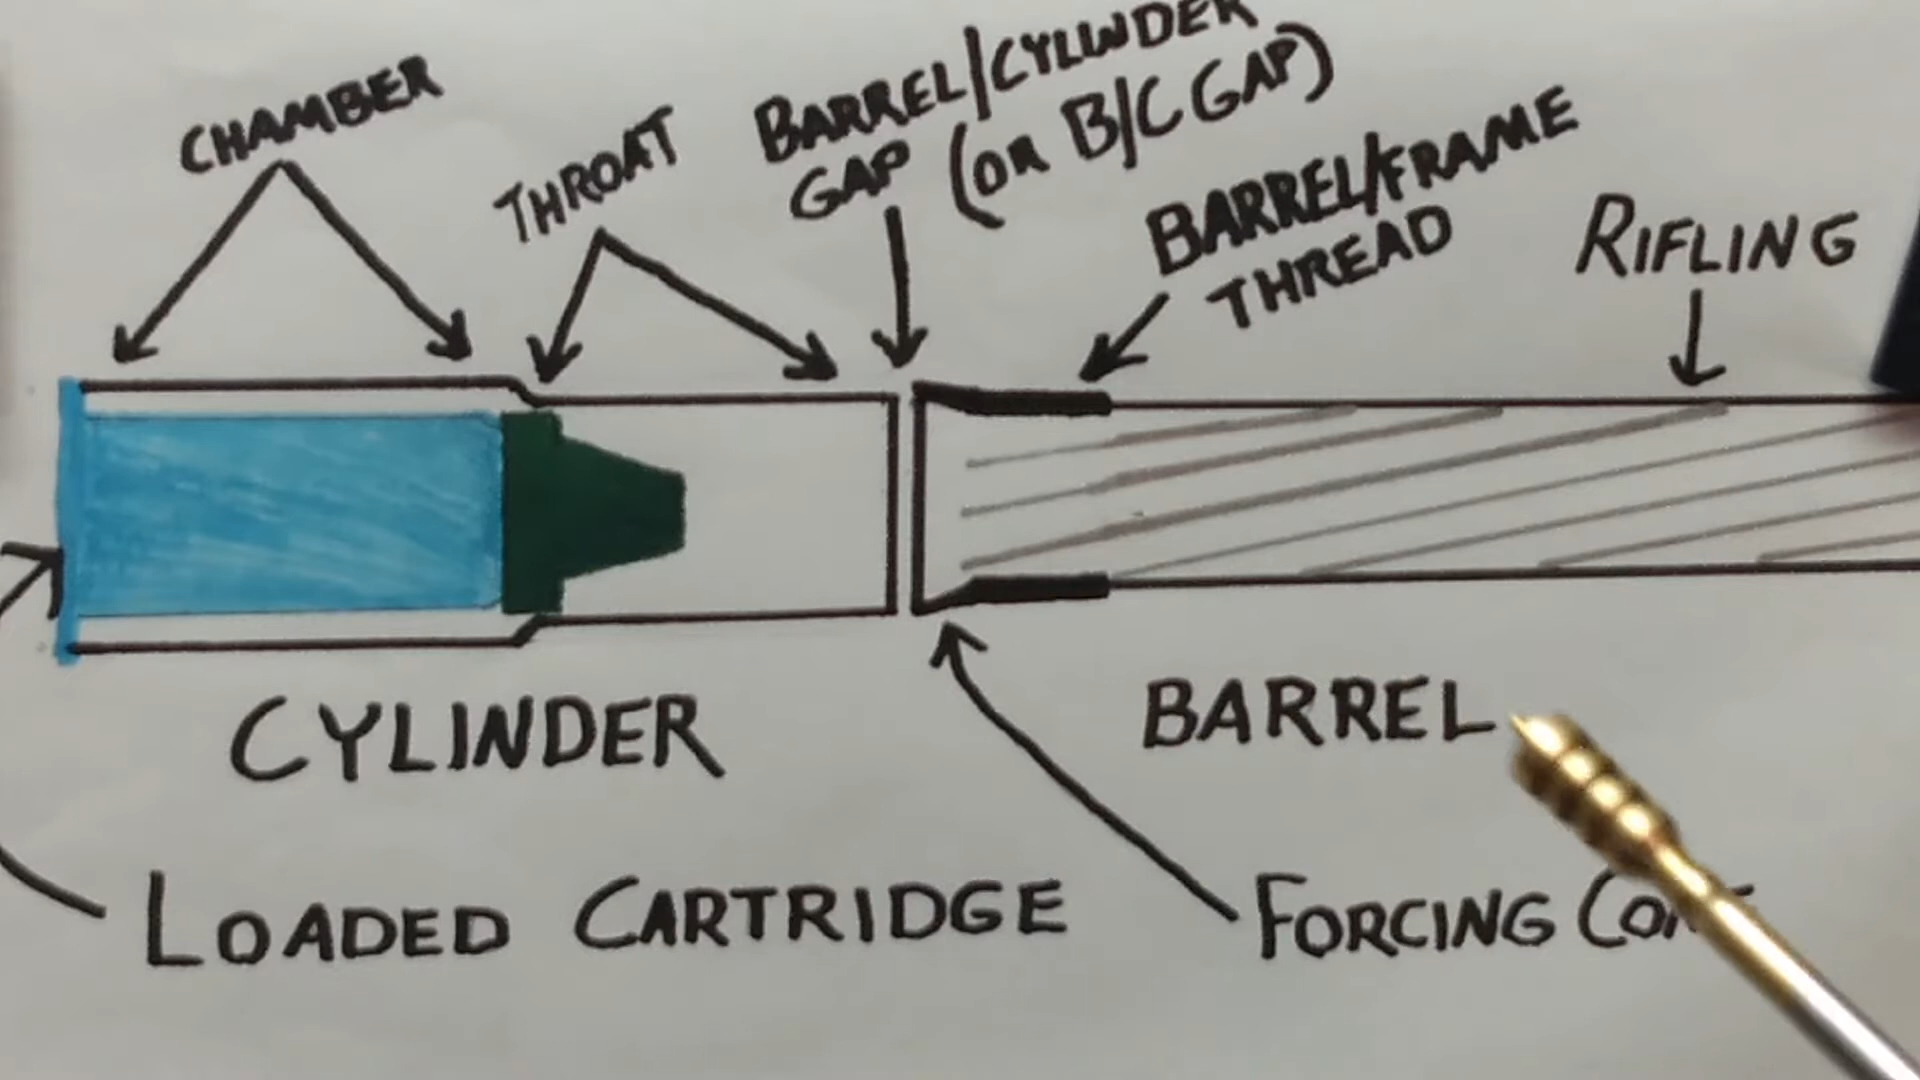 CHAMBER
THROAT
BARREL/CYLINDER
GAP (OR B/C GAP)
BARREL/FRAME
THREAD
RIFLING
CYLINDER
BARREL
LOADED CARTRIDGE
FORCING